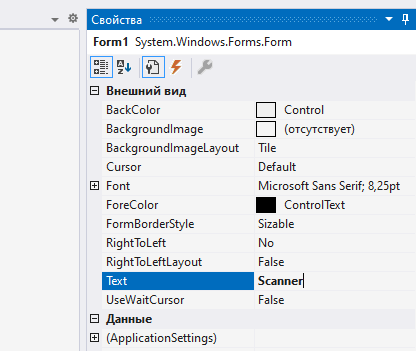 Свойства
Form1 System.Windows.Forms.Form
Внешний вид
BackColor Control
BackgroundImage (отсутствует)
BackgroundImageLayout Tile
Cursor Default
Font Microsoft Sans Serif; 8,25pt
ForeColor ControlText
FormBorderStyle Sizable
RightToLeft No
RightToLeftLayout False
Text Scanner
UseWaitCursor False
Данные
(ApplicationSettings)